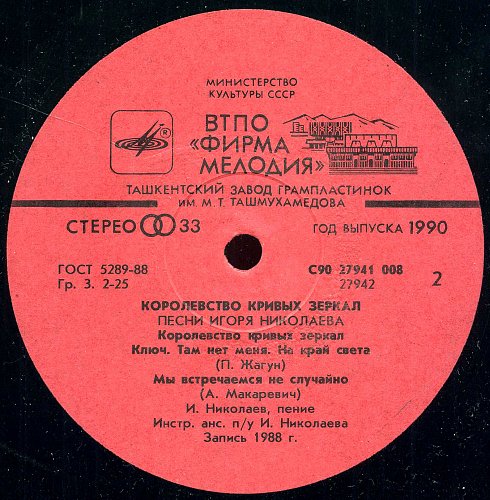 МИНИСТЕРСТВО
КУЛЬТУРЫ СССР
ВТПО
«ФИРМА
МЕЛОДИЯ»
®
ТАШКЕНТСКИЙ ЗАВОД ГРАМПЛАСТИНОК
ИМ. М. Т. ТАШМУХАМЕДОВА
СТЕРЕО 33
ГОД ВЫПУСКА 1990
ГОСТ 5289-88
Гр. 3. 2-25
С90 27941 008
27942
2
КОРОЛЕВСТВО КРИВЫХ ЗЕРКАЛ
ПЕСНИ ИГОРЯ НИКОЛАЕВА
Королевство кривых зеркал
Ключ. Там нет меня. На край света
(П. Жагун)
Мы встречаемся не случайно
(А. Макаревич)
И. Николаев, пение
Инстр. анс. п/у И. Николаева
Запись 1988 г.